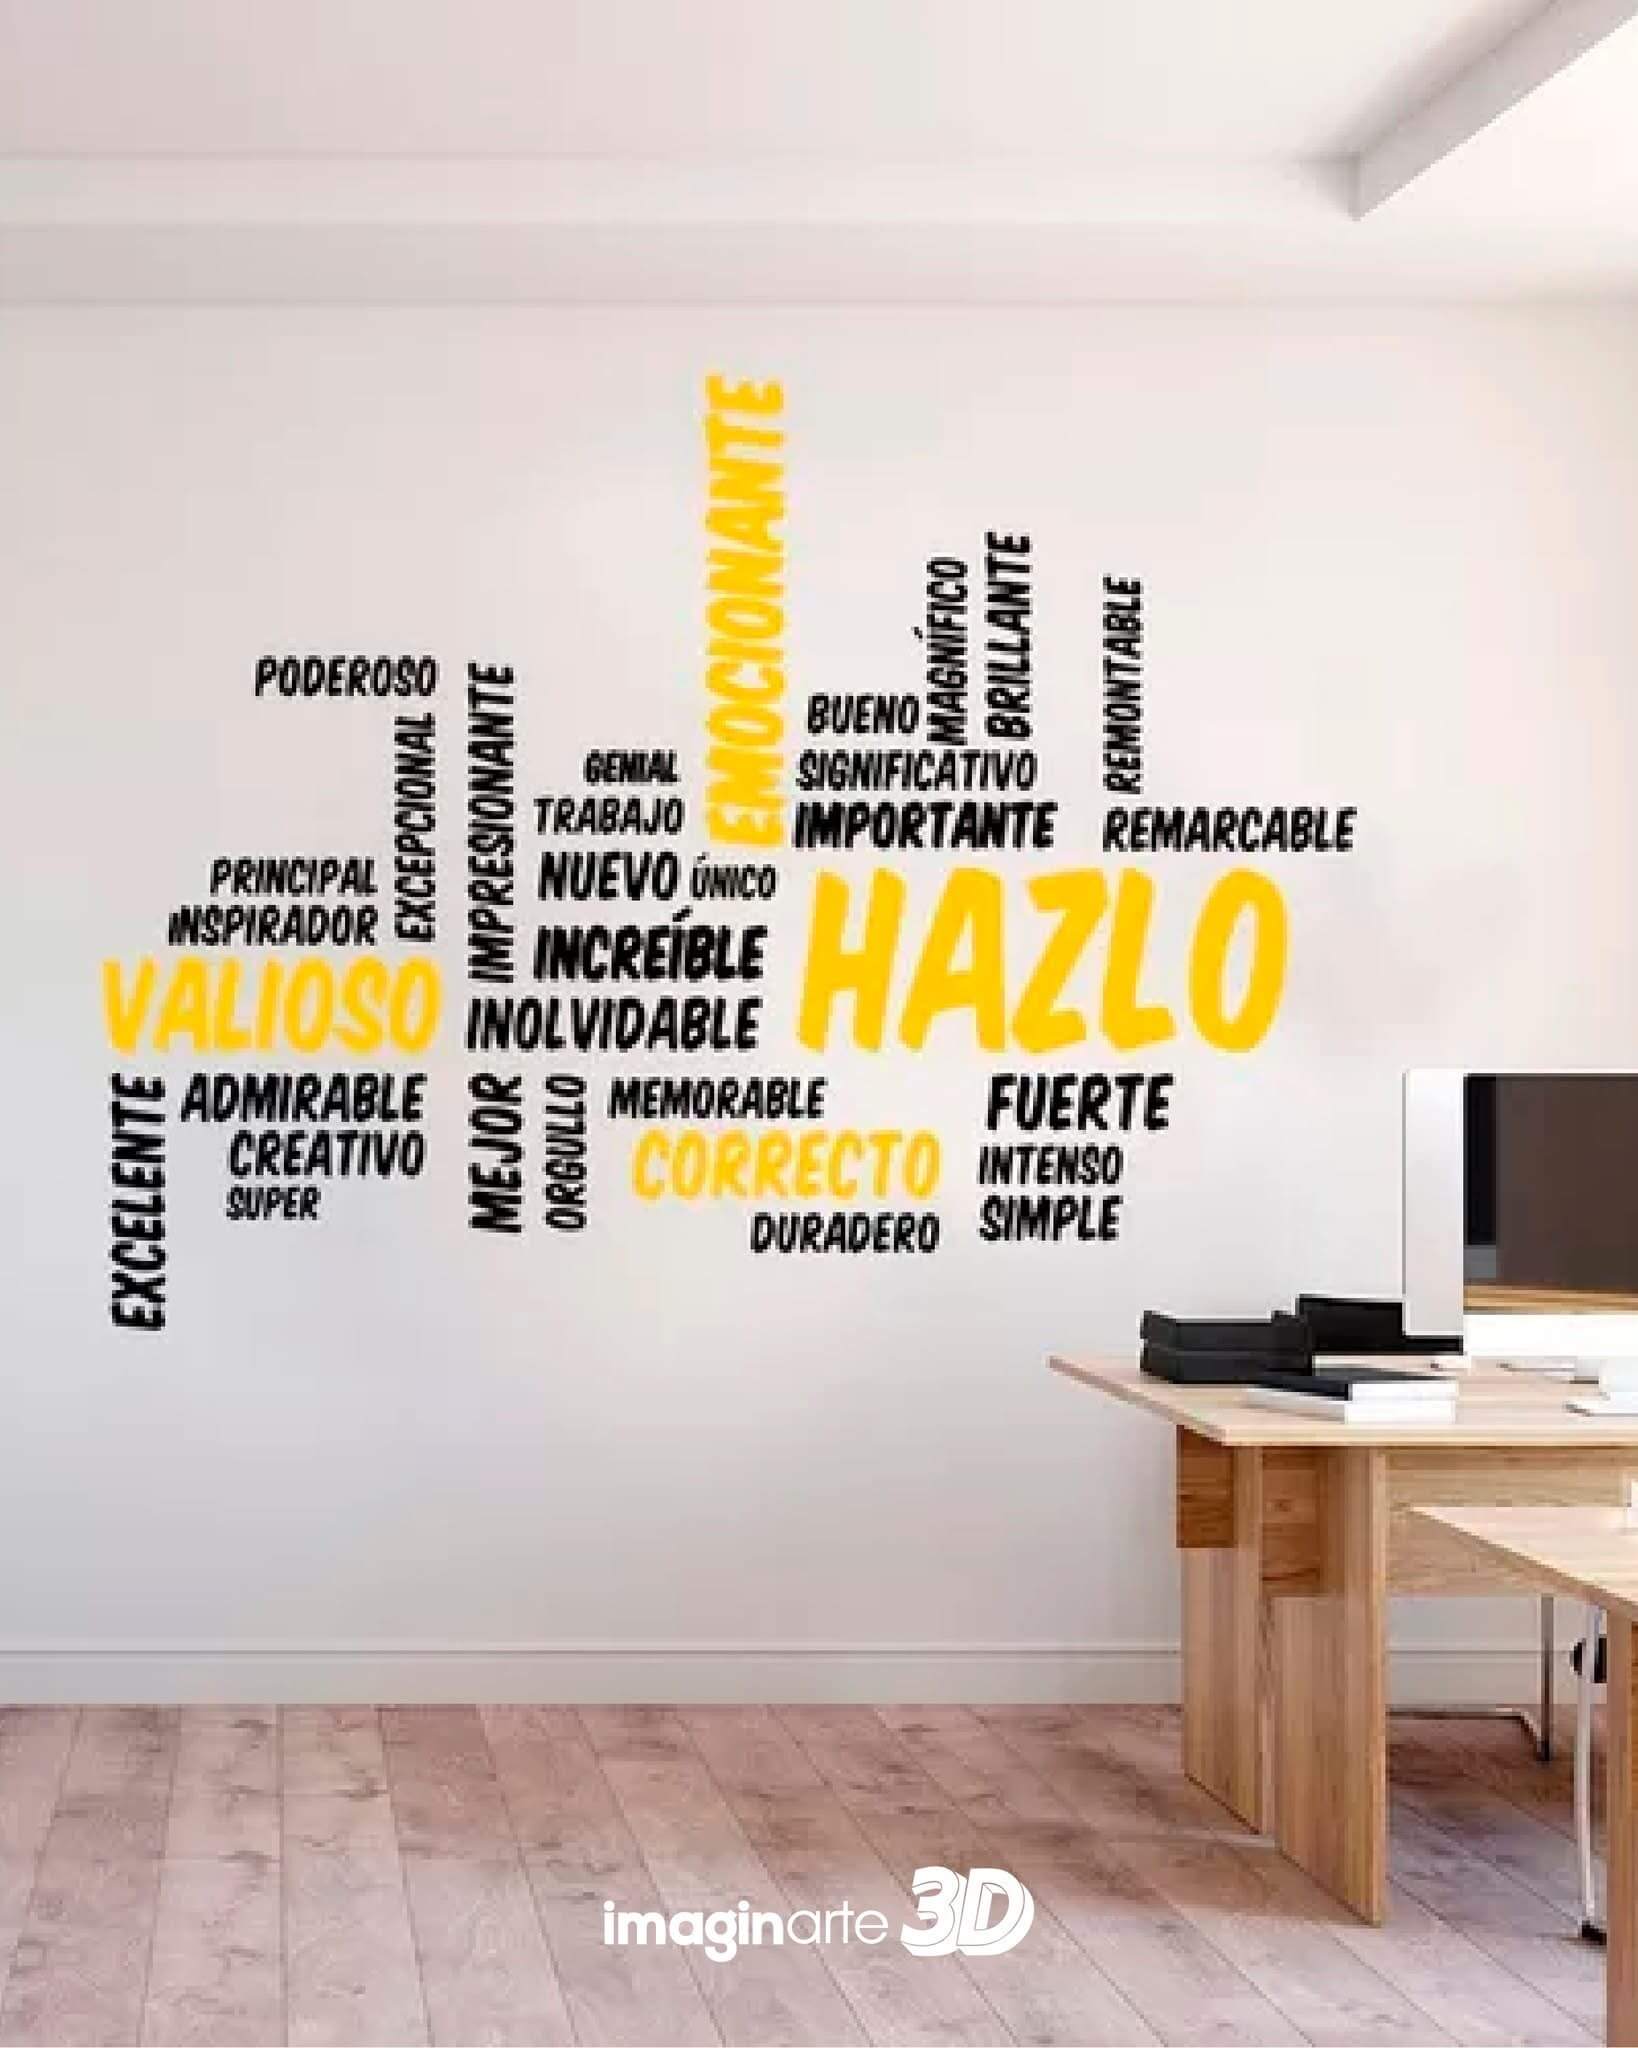 EMOCIONANTE
MAGNÍFICO
BRILLANTE
REMONTABLE
PODEROSO
EXCEPCIONAL
IMPRESIONANTE
BUENO
GENIAL
SIGNIFICATIVO
TRABAJO
IMPORTANTE
REMARCABLE
PRINCIPAL
NUEVO ÚNICO
HAZLO
INSPIRADOR
INCREÍBLE
VALIOSO
INOLVIDABLE
EXCELENTE
ADMIRABLE
MEJOR
ORGULLO
MEMORABLE
FUERTE
CREATIVO
CORRECTO
INTENSO
SUPER
DURADERO
SIMPLE
imaginarte 3D